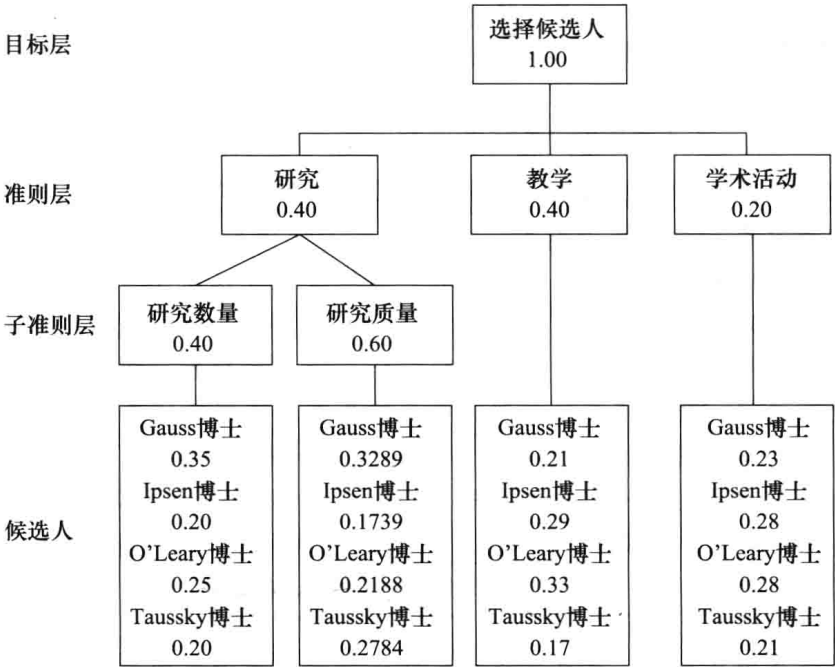 目标层
选择候选人
1.00
准则层
研究
0.40
教学
0.40
学术活动
0.20
子准则层
研究数量
0.40
研究质量
0.60
候选人
Gauss博士
0.35
Ipsen博士
0.20
O'Leary博士
0.25
Taussky博士
0.20
Gauss博士
0.3289
Ipsen博士
0.1739
O'Leary博士
0.2188
Taussky博士
0.2784
Gauss博士
0.21
Ipsen博士
0.29
O'Leary博士
0.33
Taussky博士
0.17
Gauss博士
0.23
Ipsen博士
0.28
O'Leary博士
0.28
Taussky博士
0.21